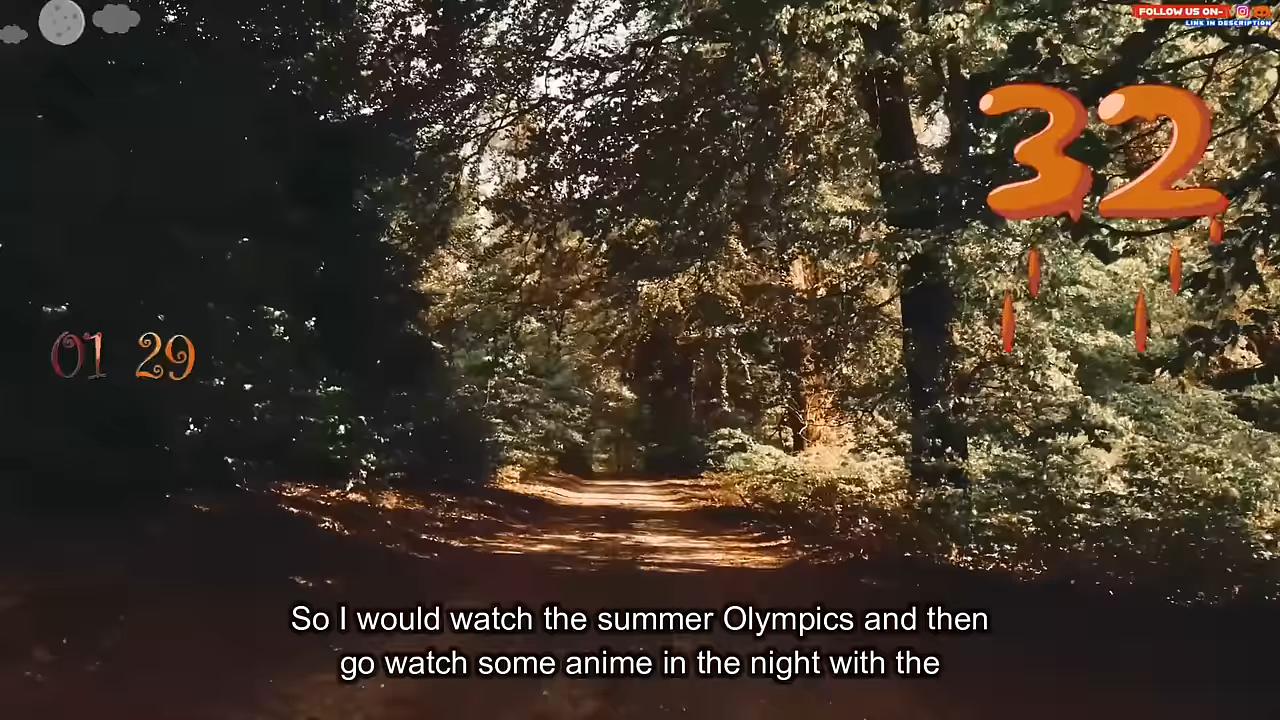 FOLLOW US ON-
LINK IN DESCRIPTION
32
01 29
So I would watch the summer Olympics and then
go watch some anime in the night with the